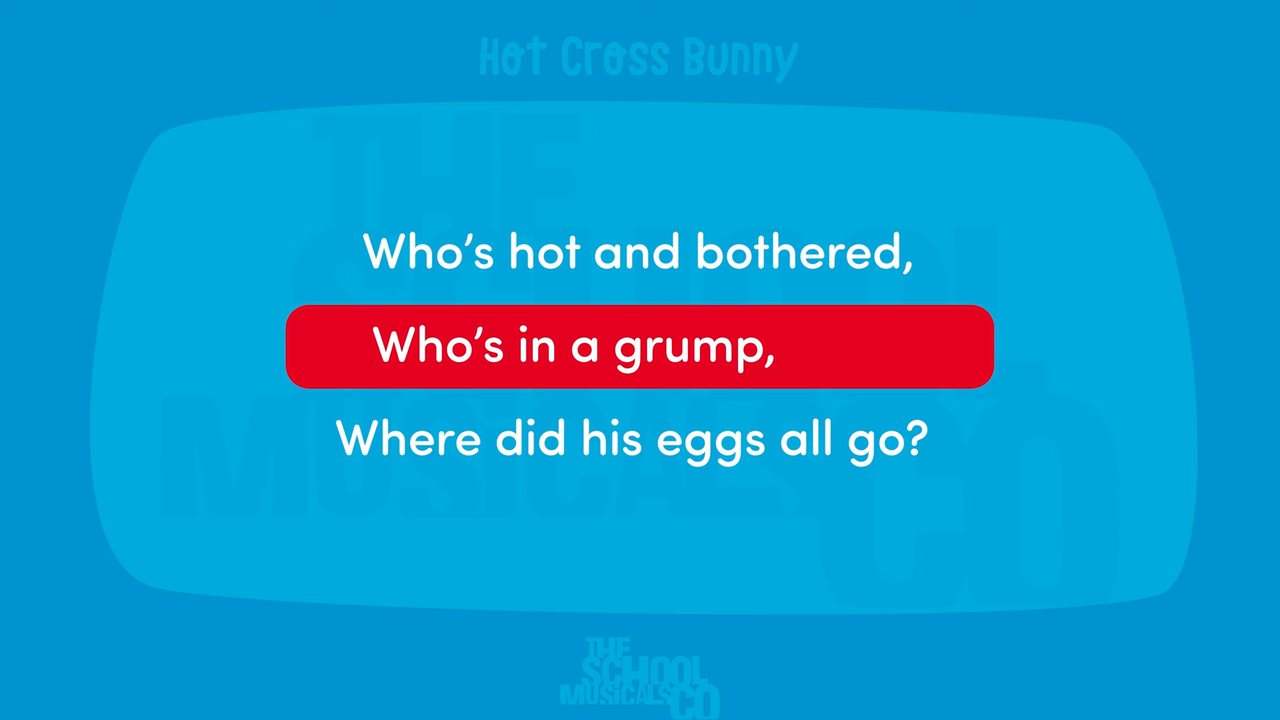 Hot Cross Bunny
Who's hot and bothered,
Who's in a grump,
Where did his eggs all go?
THE
SCHOOL
MUSICALS CO